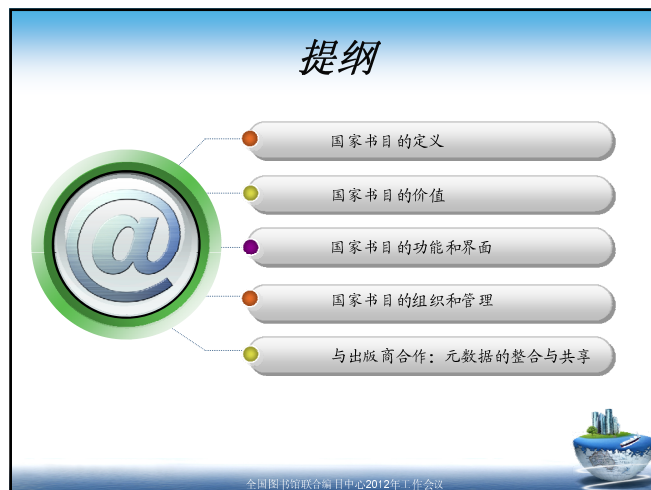 提纲
国家书目的定义
国家书目的价值
国家书目的功能和界面
国家书目的组织和管理
与出版商合作：元数据的整合与共享
@
全国图书馆联合编目中心2012年工作会议